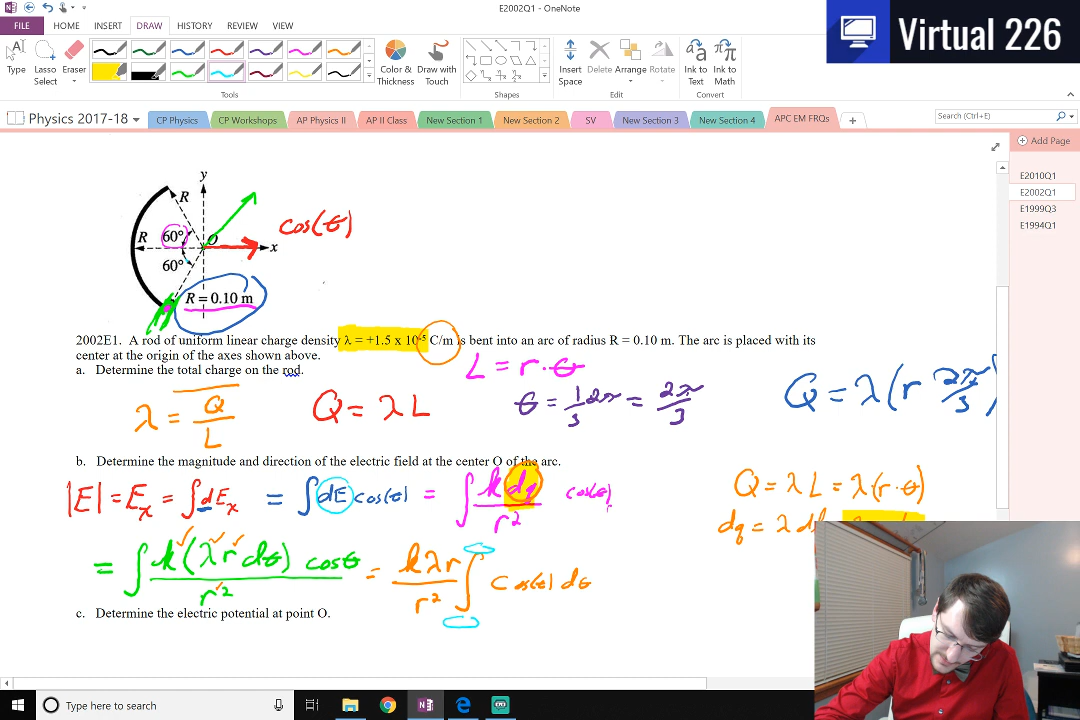 E2002Q1 - OneNote
Virtual 226
FILE HOME INSERT DRAW HISTORY REVIEW VIEW
Type Lasso Select Eraser Color & Thickness Draw with Touch Insert Space Delete Arrange Rotate Ink to Text Ink to Math
Tools Shapes Edit Convert
Physics 2017-18 CP Physics CP Workshops AP Physics II AP II Class New Section 1 New Section 2 SV New Section 3 New Section 4 APC EM FRQs Search (Ctrl+E)
Add Page
E2010Q1
E2002Q1
E1999Q3
E1994Q1
y
R
cos(θ)
R 60° O x
60°
R = 0.10 m
2002E1. A rod of uniform linear charge density λ = +1.5 x 10⁻⁵ C/m is bent into an arc of radius R = 0.10 m. The arc is placed with its
center at the origin of the axes shown above.
L = r·θ
a. Determine the total charge on the rod.
λ = Q/L Q = λL θ = 1/3 2π = 2π/3 Q = λ(r 2π/3)
b. Determine the magnitude and direction of the electric field at the center O of the arc.
|E| = Eₓ = ∫dEₓ = ∫dE cos(θ) = ∫ k dq / r² cos(θ) Q = λL = λ(r·θ)
dq = λ
= ∫ k(λ r dθ) cosθ / r² = kλr / r² ∫ cos(θ) dθ
c. Determine the electric potential at point O.
Type here to search